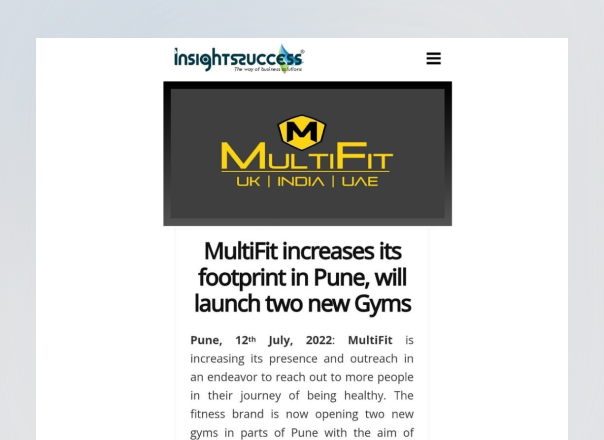 insightssuccess®
The way of business solutions
M
MULTIFIT
UK | INDIA | UAE
MultiFit increases its
footprint in Pune, will
launch two new Gyms
Pune, 12th July, 2022: MultiFit is
increasing its presence and outreach in
an endeavor to reach out to more people
in their journey of being healthy. The
fitness brand is now opening two new
gyms in parts of Pune with the aim of